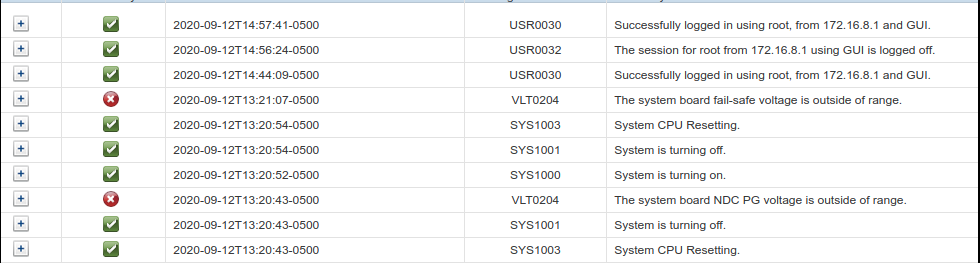 2020-09-12T14:57:41-0500 USR0030 Successfully logged in using root, from 172.16.8.1 and GUI.
2020-09-12T14:56:24-0500 USR0032 The session for root from 172.16.8.1 using GUI is logged off.
2020-09-12T14:44:09-0500 USR0030 Successfully logged in using root, from 172.16.8.1 and GUI.
2020-09-12T13:21:07-0500 VLT0204 The system board fail-safe voltage is outside of range.
2020-09-12T13:20:54-0500 SYS1003 System CPU Resetting.
2020-09-12T13:20:54-0500 SYS1001 System is turning off.
2020-09-12T13:20:52-0500 SYS1000 System is turning on.
2020-09-12T13:20:43-0500 VLT0204 The system board NDC PG voltage is outside of range.
2020-09-12T13:20:43-0500 SYS1001 System is turning off.
2020-09-12T13:20:43-0500 SYS1003 System CPU Resetting.